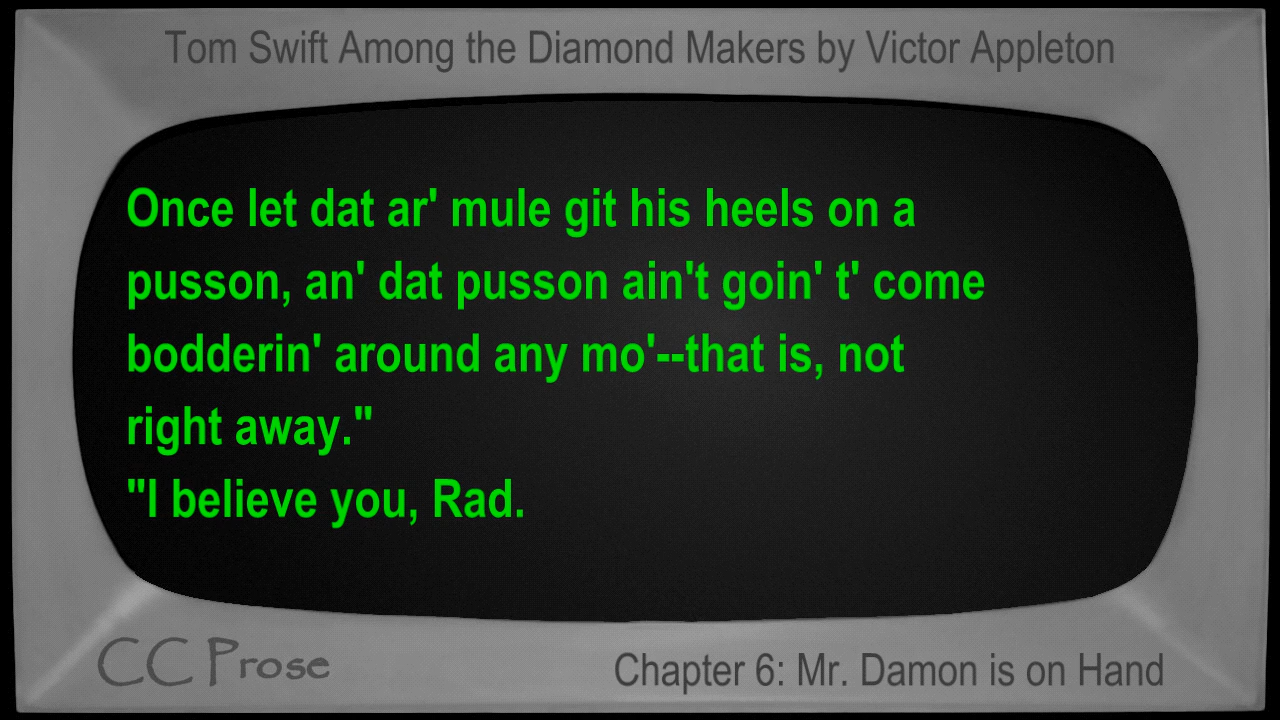 Tom Swift Among the Diamond Makers by Victor Appleton
Once let dat ar' mule git his heels on a
pusson, an' dat pusson ain't goin' t' come
bodderin' around any mo'--that is, not
right away."
"I believe you, Rad.
CC Prose
Chapter 6: Mr. Damon is on Hand